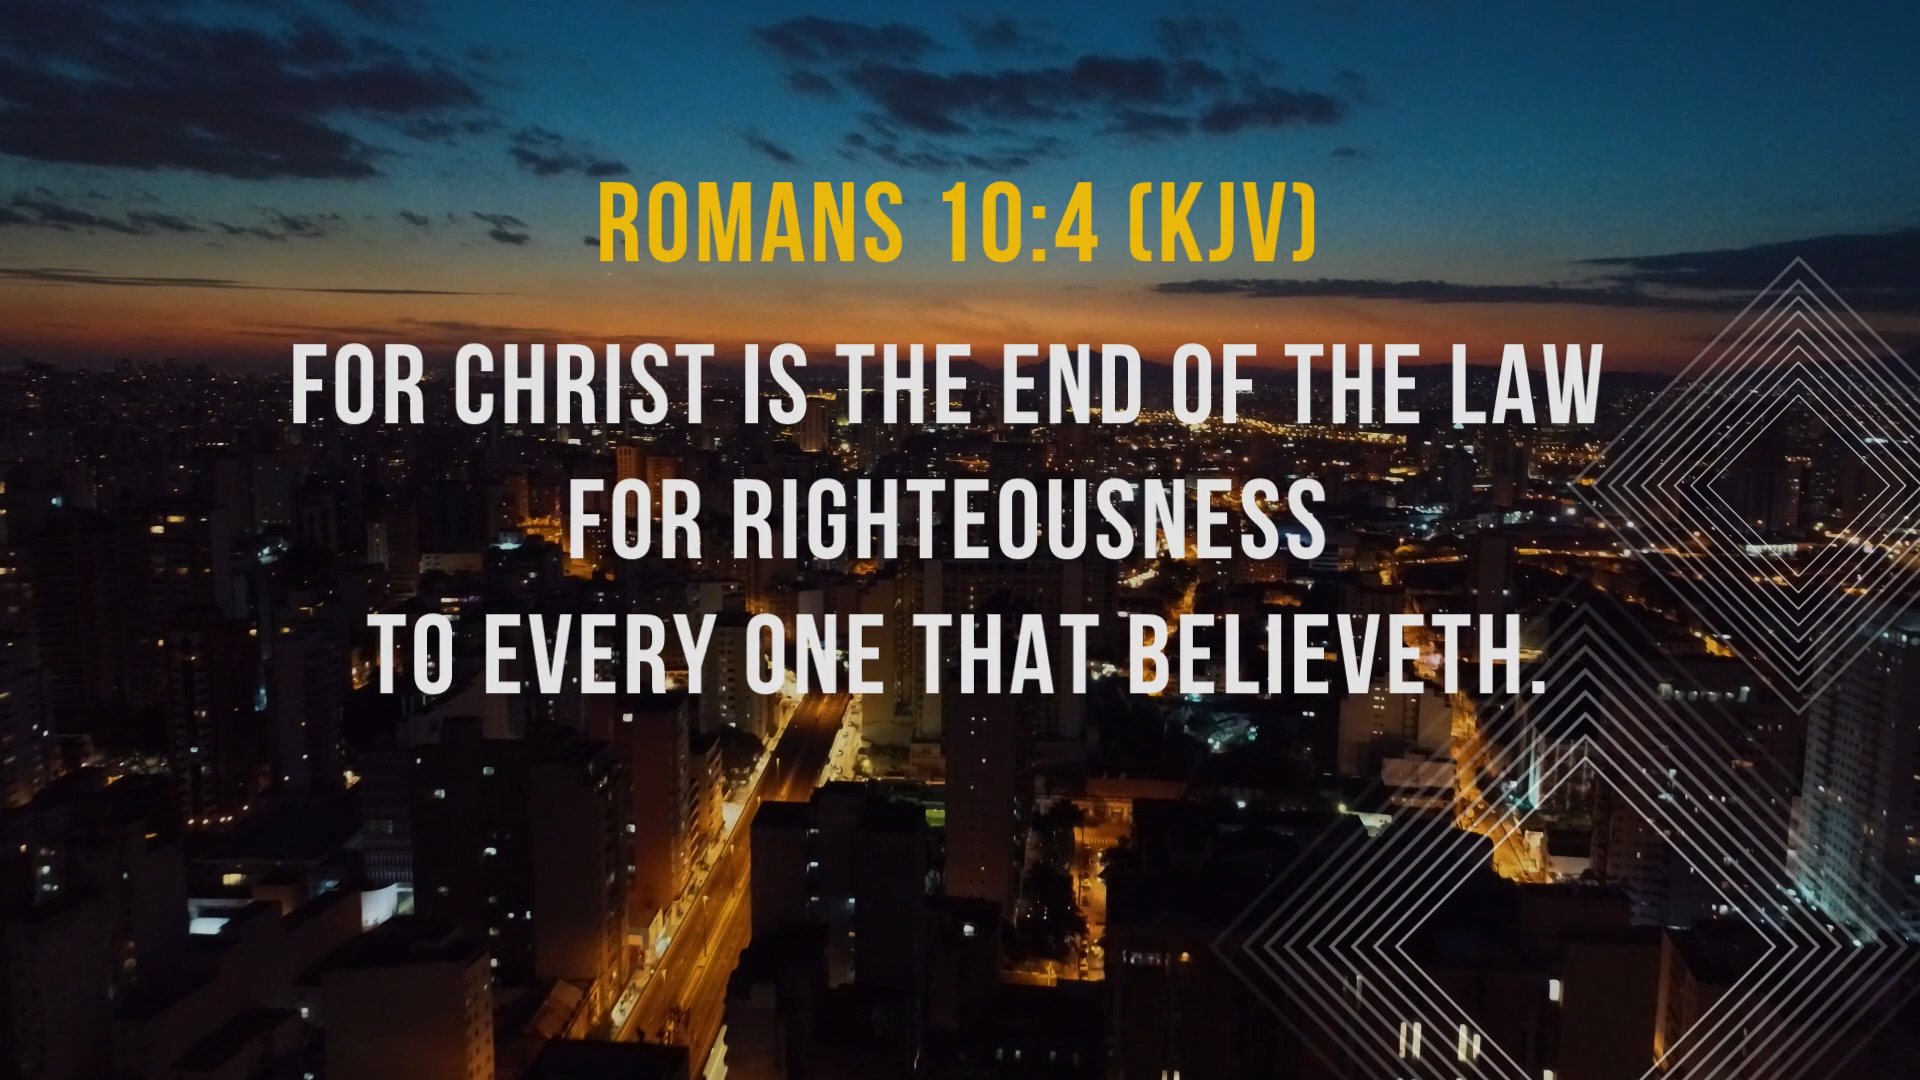 ROMANS 10:4 (KJV)
FOR CHRIST IS THE END OF THE LAW
FOR RIGHTEOUSNESS
TO EVERY ONE THAT BELIEVETH.